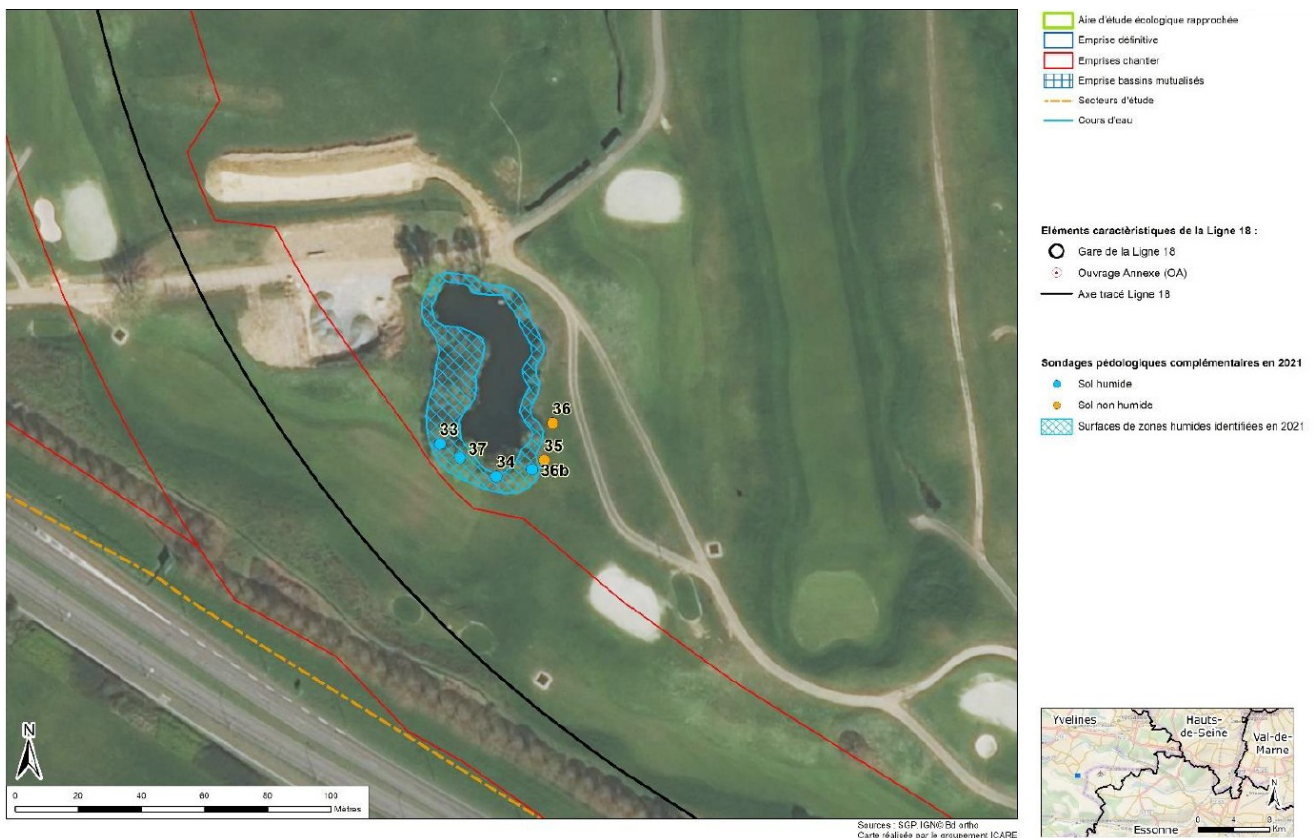 Aire d'étude écologique rapprochée
Emprise définitive
Emprises chantier
Emprise bassins mutualisés
Secteurs d'étude
Cours d'eau
Eléments caractèristiques de la Ligne 18 :
Gare de la Ligne 18
Ouvrage Annexe (OA)
Axe tracé Ligne 18
Sondages pédologiques complémentaires en 2021
Sol humide
Sol non humide
Surfaces de zones humides identifiées en 2021
36
33
35
37
34
36b
N
0 20 40 60 80 100
Mètres
Sources : SGP, IGN© Bd ortho
Carte réalisée par le groupement ICARE
Yvelines
Hauts-
de-Seine
Val-de-
Marne
Essonne
N
0 4 8
Km